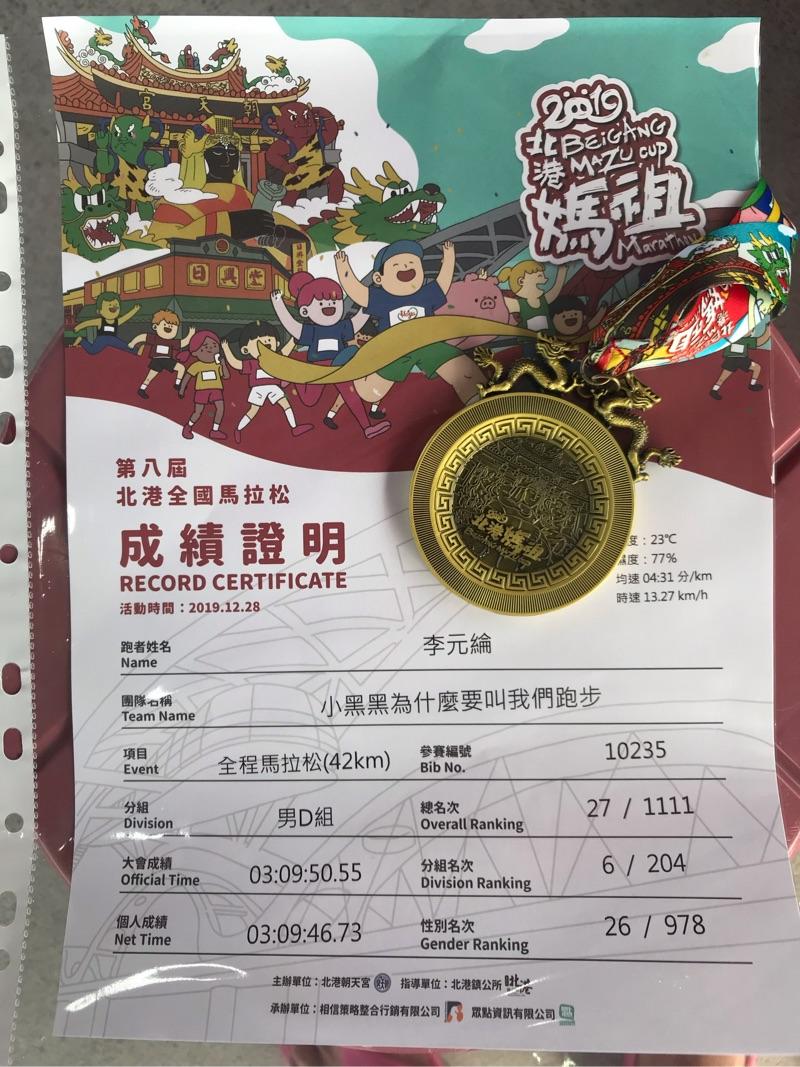 朝天宮
日興堂
日興堂
2019
北港
BEIGANG
MAZU CUP
媽祖
Marathon
第八屆
北港全國馬拉松
成績證明
RECORD CERTIFICATE
活動時間：2019.12.28
度：23℃
濕度：77%
均速 04:31 分/km
時速 13.27 km/h
跑者姓名 李元綸
Name
團隊名稱 小黑黑為什麼要叫我們跑步
Team Name
項目 全程馬拉松(42km) 參賽編號 10235
Event Bib No.
分組 男D組 總名次 27 / 1111
Division Overall Ranking
大會成績 03:09:50.55 分組名次 6 / 204
Official Time Division Ranking
個人成績 03:09:46.73 性別名次 26 / 978
Net Time Gender Ranking
主辦單位：北港朝天宮 指導單位：北港鎮公所
承辦單位：相信策略整合行銷有限公司 眾點資訊有限公司